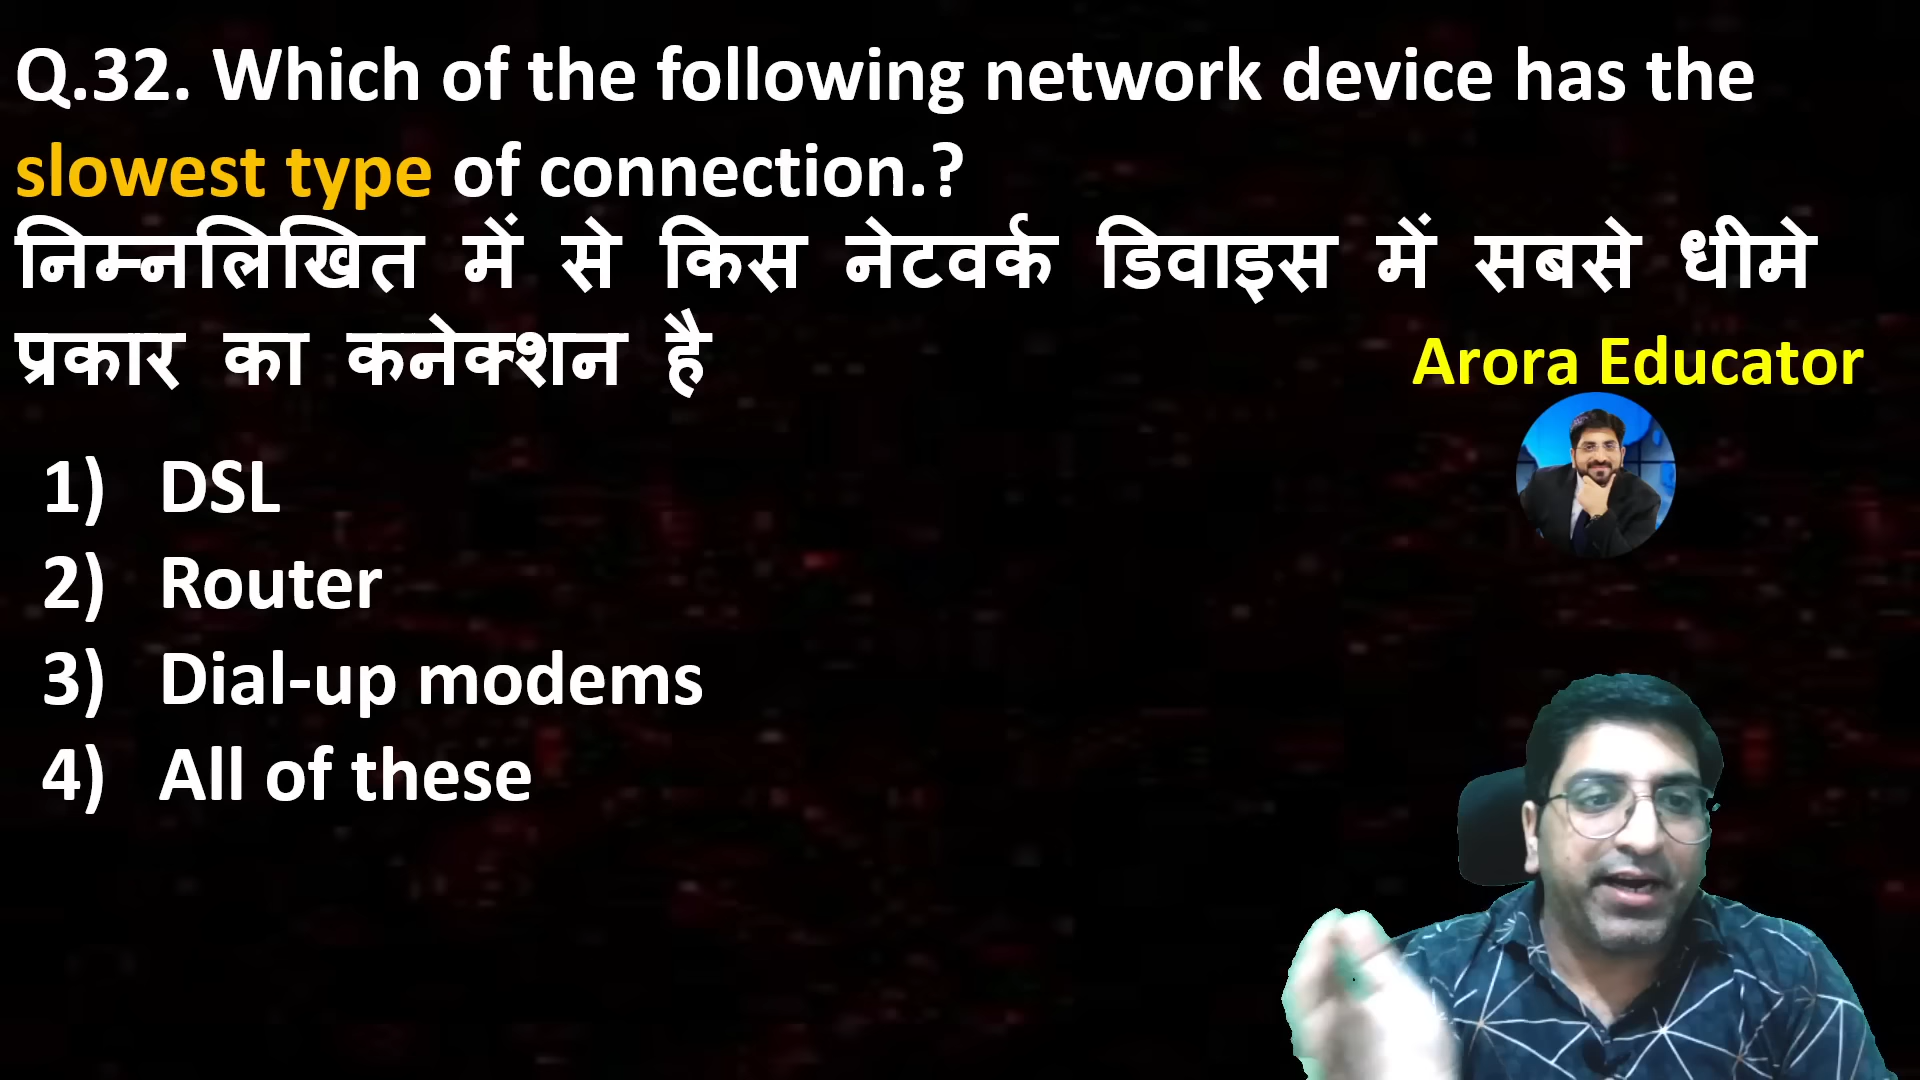 Q.32. Which of the following network device has the
slowest type of connection.?
निम्नलिखित में से किस नेटवर्क डिवाइस में सबसे धीमे
प्रकार का कनेक्शन है
Arora Educator
1) DSL
2) Router
3) Dial-up modems
4) All of these